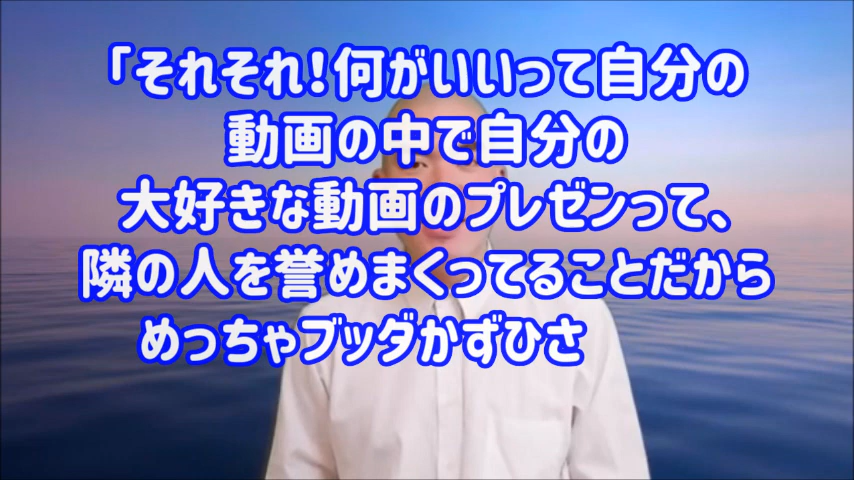 「それそれ!何がいいって自分の
動画の中で自分の
大好きな動画のプレゼンって、
隣の人を誉めまくってることだから
めっちゃブッダかずひさ